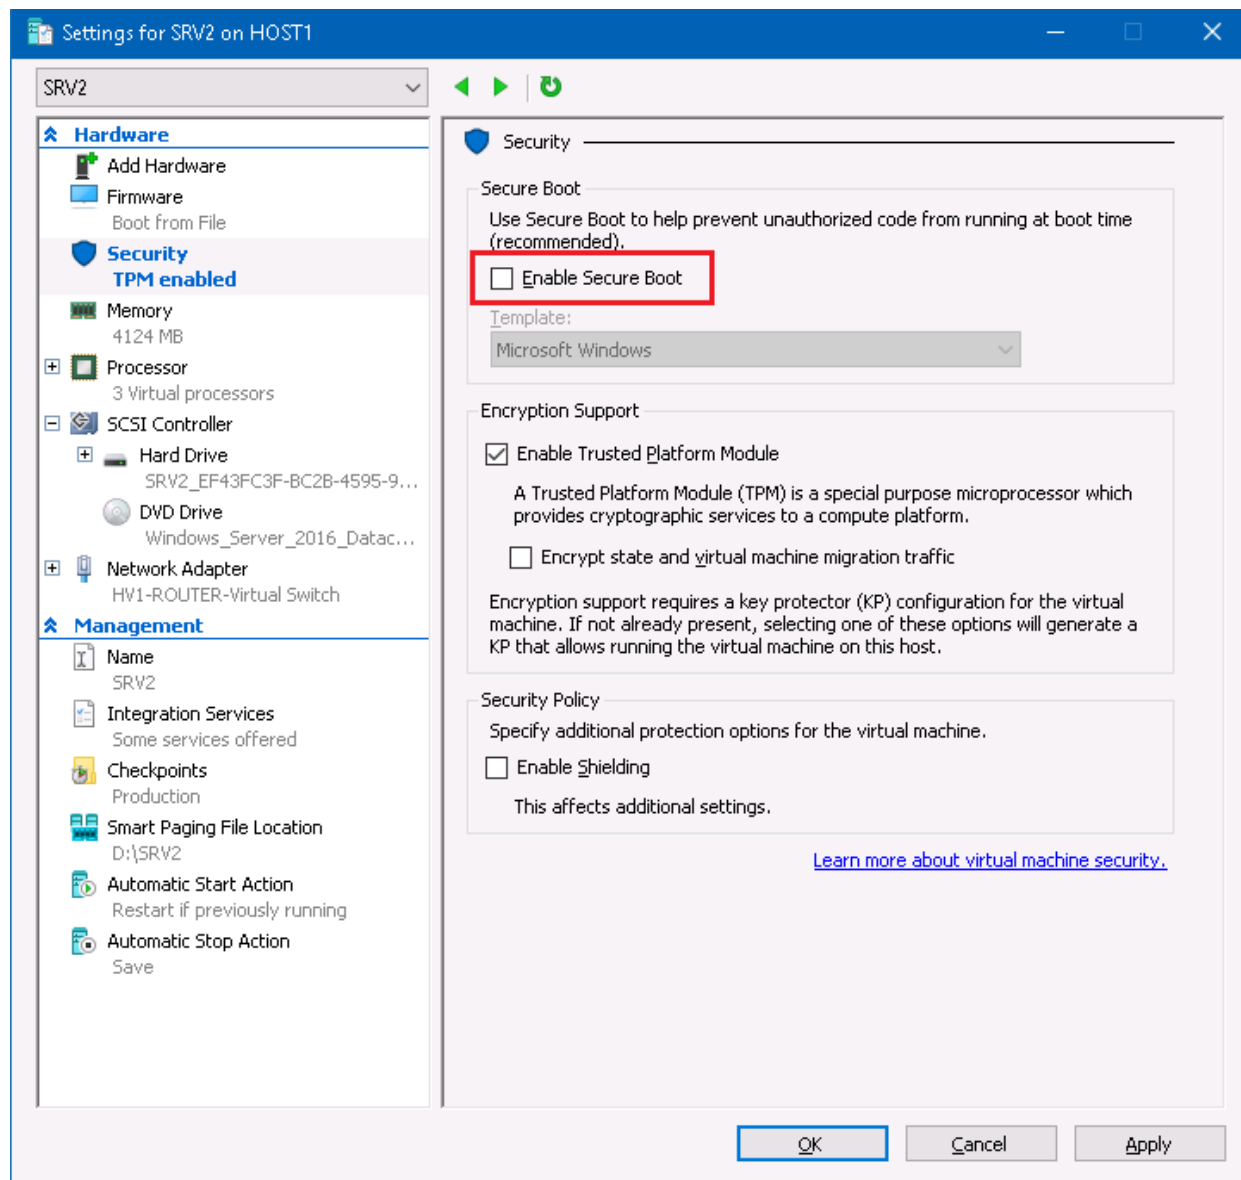 Settings for SRV2 on HOST1
SRV2
Hardware
Add Hardware
Firmware
Boot from File
Security
TPM enabled
Memory
4124 MB
Processor
3 Virtual processors
SCSI Controller
Hard Drive
SRV2_EF43FC3F-BC2B-4595-9...
DVD Drive
Windows_Server_2016_Datac...
Network Adapter
HV1-ROUTER-Virtual Switch
Management
Name
SRV2
Integration Services
Some services offered
Checkpoints
Production
Smart Paging File Location
D:\SRV2
Automatic Start Action
Restart if previously running
Automatic Stop Action
Save
Security
Secure Boot
Use Secure Boot to help prevent unauthorized code from running at boot time
(recommended).
Enable Secure Boot
Template:
Microsoft Windows
Encryption Support
Enable Trusted Platform Module
A Trusted Platform Module (TPM) is a special purpose microprocessor which
provides cryptographic services to a compute platform.
Encrypt state and virtual machine migration traffic
Encryption support requires a key protector (KP) configuration for the virtual
machine. If not already present, selecting one of these options will generate a
KP that allows running the virtual machine on this host.
Security Policy
Specify additional protection options for the virtual machine.
Enable Shielding
This affects additional settings.
Learn more about virtual machine security.
OK
Cancel
Apply